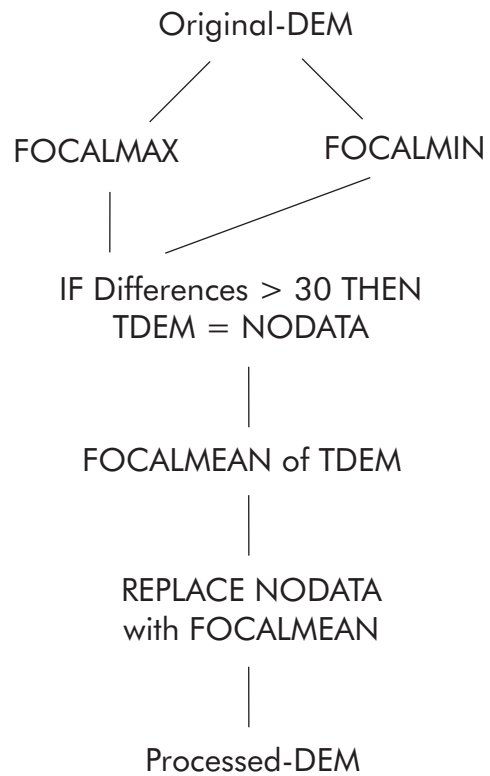 Original-DEM
FOCALMAX
FOCALMIN
IF Differences > 30 THEN
TDEM = NODATA
FOCALMEAN of TDEM
REPLACE NODATA
with FOCALMEAN
Processed-DEM